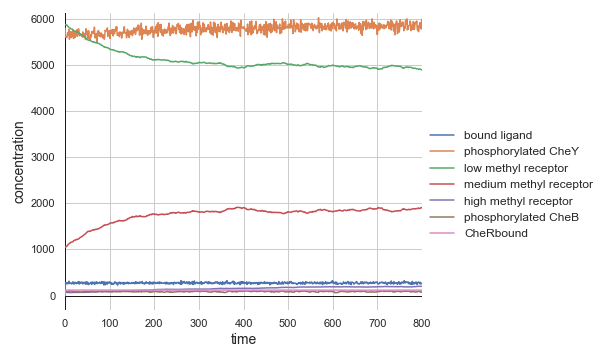 6000
5000
4000
3000
2000
1000
0
concentration
0 100 200 300 400 500 600 700 800
time
bound ligand
phosphorylated CheY
low methyl receptor
medium methyl receptor
high methyl receptor
phosphorylated CheB
CheRbound